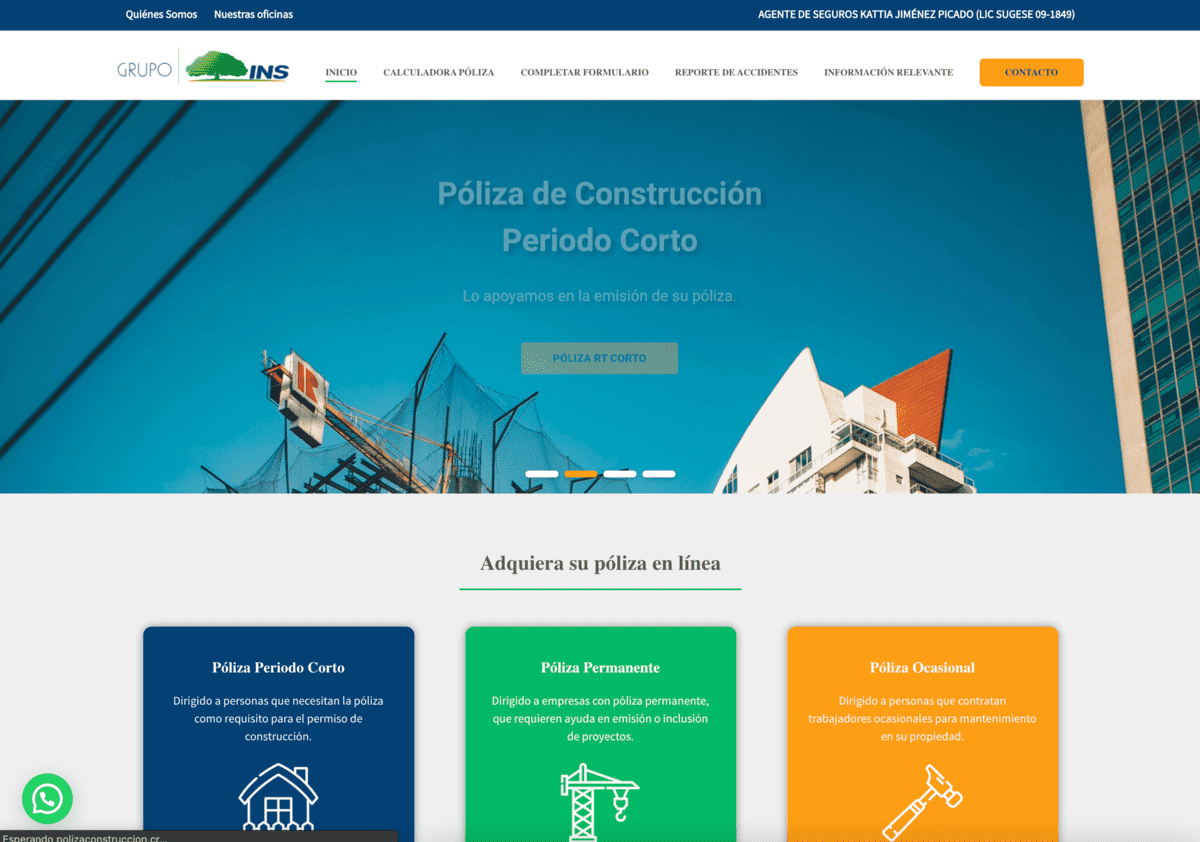 Quiénes Somos Nuestras oficinas AGENTE DE SEGUROS KATTIA JIMÉNEZ PICADO (LIC SUGESE 09-1849)
GRUPO INS INICIO CALCULADORA PÓLIZA COMPLETAR FORMULARIO REPORTE DE ACCIDENTES INFORMACIÓN RELEVANTE CONTACTO
Póliza de Construcción
Periodo Corto
Lo apoyamos en la emisión de su póliza.
PÓLIZA RT CORTO
IR
Adquiera su póliza en línea
Póliza Periodo Corto
Dirigido a personas que necesitan la póliza
como requisito para el permiso de
construcción.
Póliza Permanente
Dirigido a empresas con póliza permanente,
que requieren ayuda en emisión o inclusión
de proyectos.
Póliza Ocasional
Dirigido a personas que contratan
trabajadores ocasionales para mantenimiento
en su propiedad.
Esperando polizaconstruccion.cr...